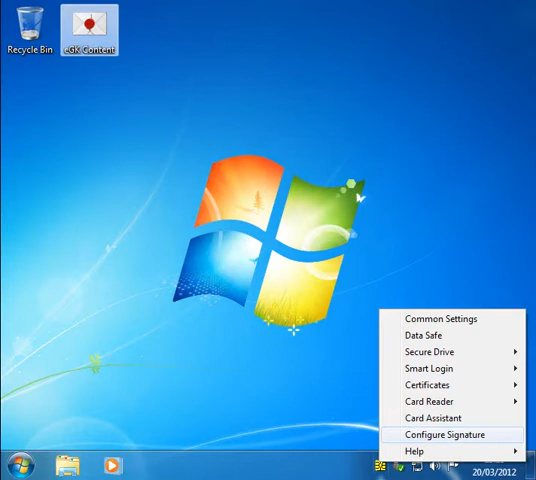 Recycle Bin
eGK Content
Common Settings
Data Safe
Secure Drive
Smart Login
Certificates
Card Reader
Card Assistant
Configure Signature
Help
20/03/2012